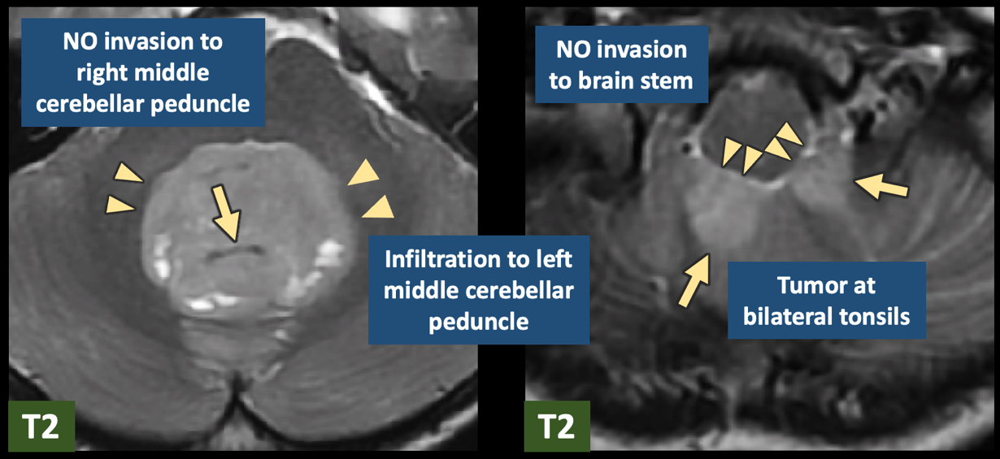 NO invasion to
right middle
cerebellar peduncle
Infiltration to left
middle cerebellar
peduncle
T2
NO invasion
to brain stem
Tumor at
bilateral tonsils
T2